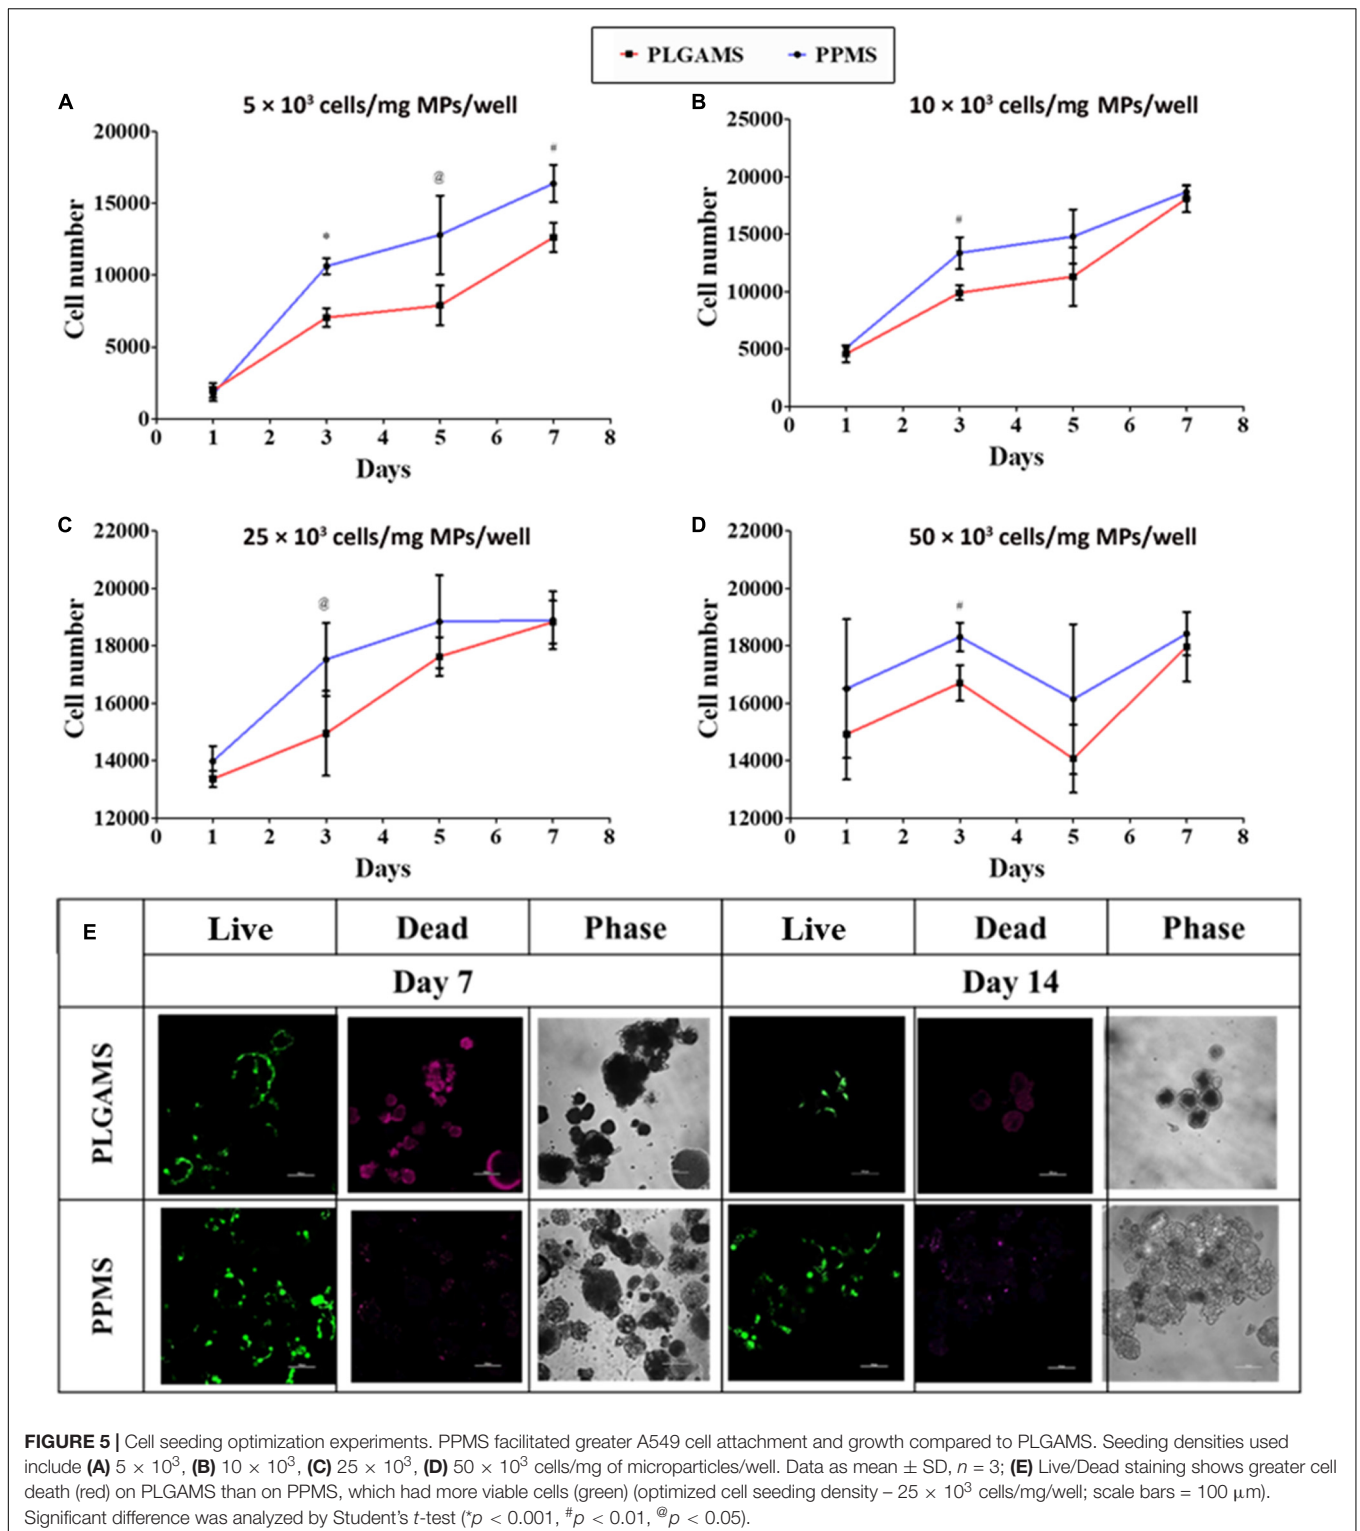 PLGAMS PPMS
A 5 × 10³ cells/mg MPs/well
20000
15000
10000
5000
0
Cell number
0 1 2 3 4 5 6 7 8
Days
* @ #
B 10 × 10³ cells/mg MPs/well
25000
20000
15000
10000
5000
0
Cell number
0 1 2 3 4 5 6 7 8
Days
#
C 25 × 10³ cells/mg MPs/well
22000
20000
18000
16000
14000
12000
Cell number
0 1 2 3 4 5 6 7 8
Days
@
D 50 × 10³ cells/mg MPs/well
22000
20000
18000
16000
14000
12000
Cell number
0 1 2 3 4 5 6 7 8
Days
#
E Live Dead Phase Live Dead Phase
Day 7 Day 14
PLGAMS
PPMS
FIGURE 5 | Cell seeding optimization experiments. PPMS facilitated greater A549 cell attachment and growth compared to PLGAMS. Seeding densities used
include (A) 5 × 10³, (B) 10 × 10³, (C) 25 × 10³, (D) 50 × 10³ cells/mg of microparticles/well. Data as mean ± SD, n = 3; (E) Live/Dead staining shows greater cell
death (red) on PLGAMS than on PPMS, which had more viable cells (green) (optimized cell seeding density – 25 × 10³ cells/mg/well; scale bars = 100 μm).
Significant difference was analyzed by Student's t-test (*p < 0.001, #p < 0.01, @p < 0.05).